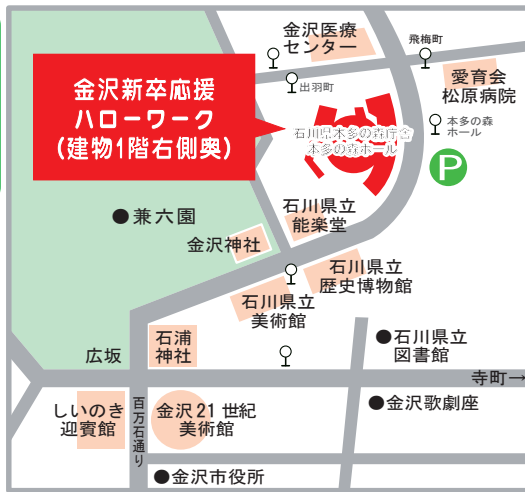 金沢医療
センター
飛梅町
出羽町
愛育会
松原病院
金沢新卒応援
ハローワーク
(建物1階右側奥)
石川県本多の森庁舎
本多の森ホール
本多の森
ホール
P
●兼六園
石川県立
能楽堂
金沢神社
石川県立
歴史博物館
石川県立
美術館
石浦
神社
広坂
●石川県立
図書館
寺町→
しいのき
迎賓館
百万石通り
金沢21世紀
美術館
●金沢歌劇座
●金沢市役所